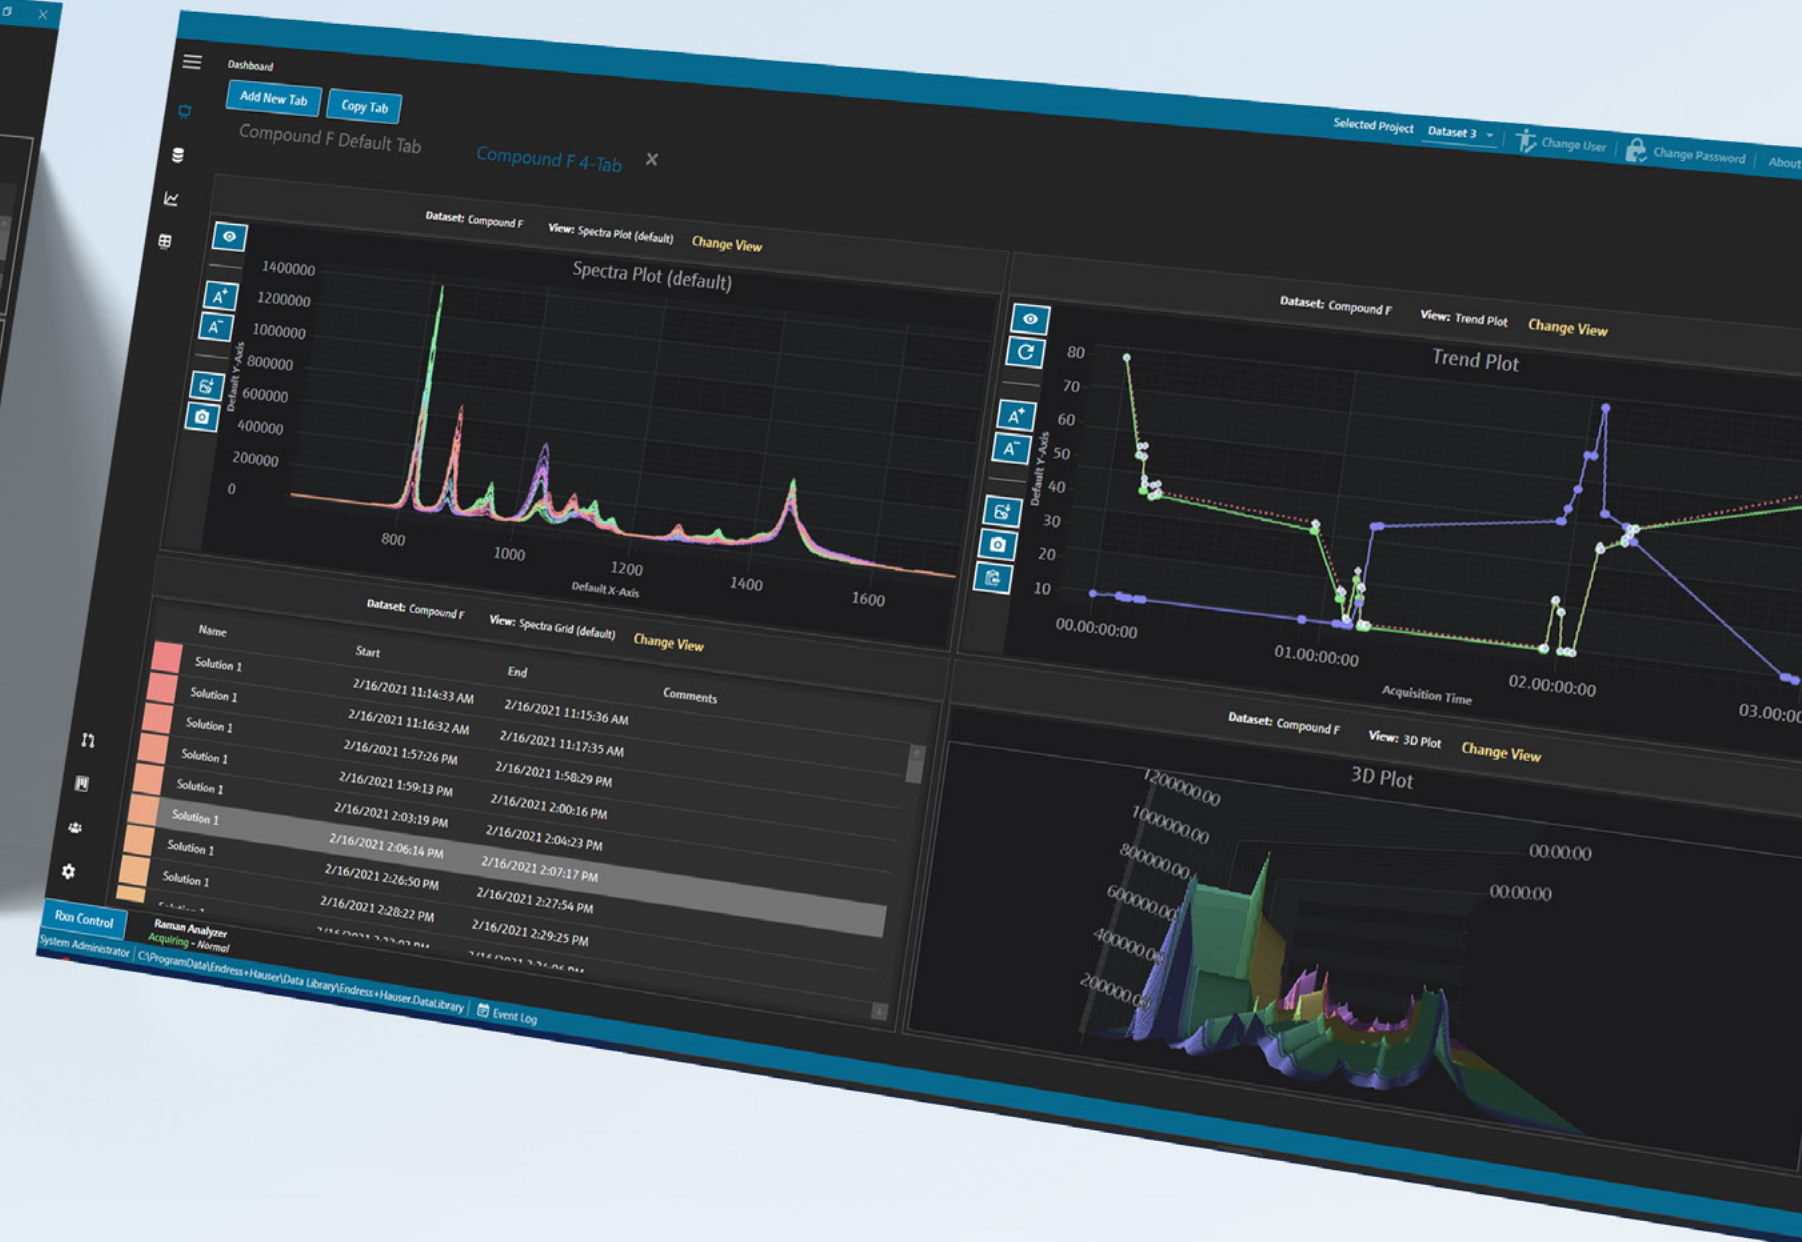 Dashboard
Add New Tab
Copy Tab
Selected Project
Dataset 3
Change User
Change Password
About
Compound F Default Tab
Compound F 4-Tab
Dataset: Compound F
View: Spectra Plot (default)
Change View
Spectra Plot (default)
1400000
1200000
1000000
800000
600000
400000
200000
0
Default Y-Axis
800
1000
1200
1400
1600
Default X-Axis
Dataset: Compound F
View: Trend Plot
Change View
Trend Plot
80
70
60
50
40
30
20
10
Default Y-Axis
00.00:00:00
01.00:00:00
02.00:00:00
03.00:00
Acquisition Time
Dataset: Compound F
View: Spectra Grid (default)
Change View
Name Start End Comments
Solution 1 2/16/2021 11:14:33 AM 2/16/2021 11:15:36 AM
Solution 1 2/16/2021 11:16:32 AM 2/16/2021 11:17:35 AM
Solution 1 2/16/2021 1:57:26 PM 2/16/2021 1:58:29 PM
Solution 1 2/16/2021 1:59:13 PM 2/16/2021 2:00:16 PM
Solution 1 2/16/2021 2:03:19 PM 2/16/2021 2:04:23 PM
Solution 1 2/16/2021 2:06:14 PM 2/16/2021 2:07:17 PM
Solution 1 2/16/2021 2:26:50 PM 2/16/2021 2:27:54 PM
Solution 1 2/16/2021 2:28:22 PM 2/16/2021 2:29:25 PM
Dataset: Compound F
View: 3D Plot
Change View
3D Plot
1200000.00
1000000.00
800000.00
600000.00
400000.00
200000.00
00:00:00
00:00:00
Rxn Control
Raman Analyzer
Acquiring - Normal
System Administrator
C:\ProgramData\Endress+Hauser\Data Library\Endress+Hauser.DataLibrary
Event Log